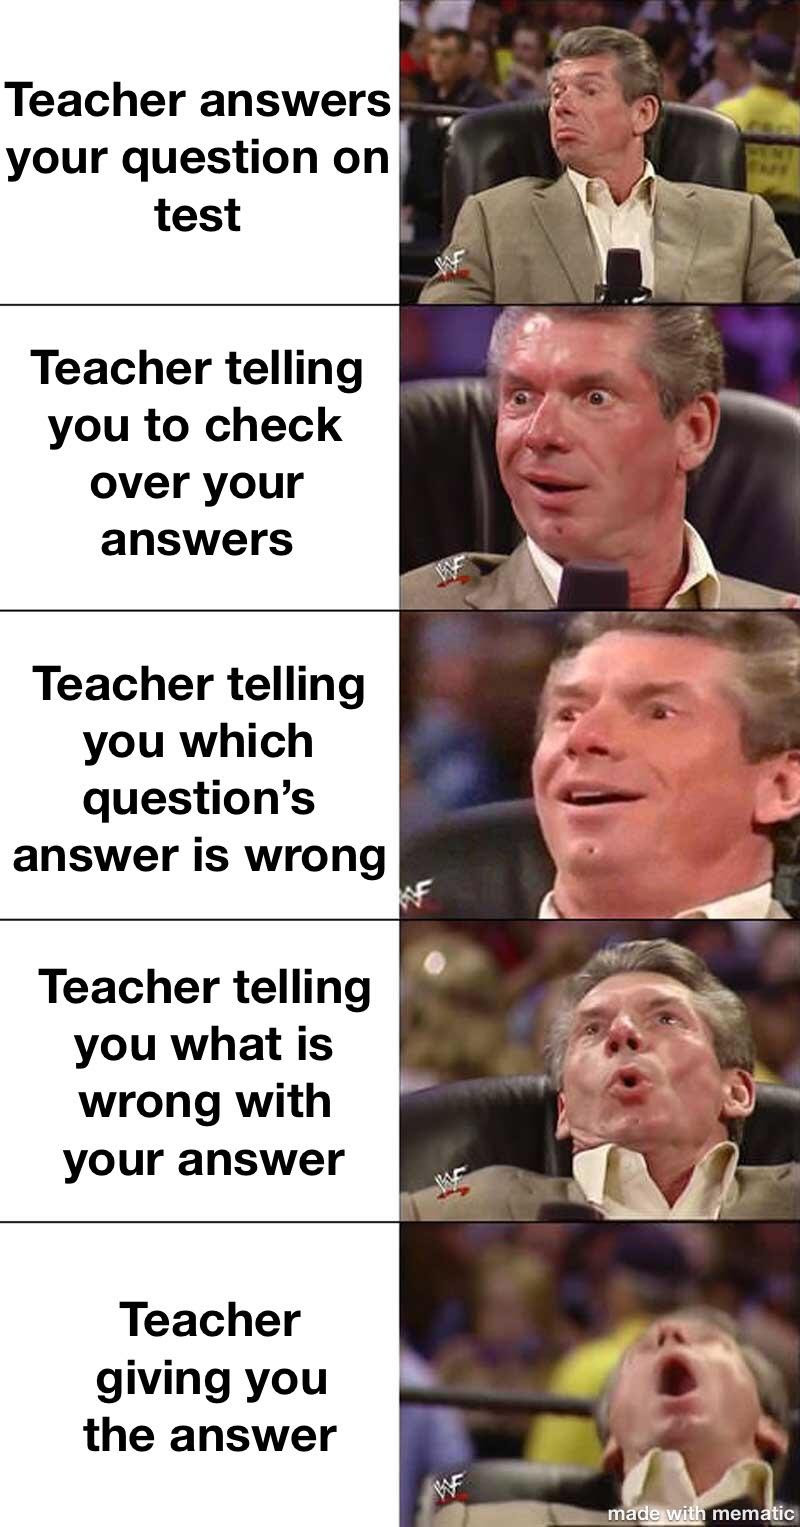 Teacher answers
your question on
test
Teacher telling
you to check
over your
answers
Teacher telling
you which
question’s
answer is wrong
Teacher telling
you what is
wrong with
your answer
Teacher
giving you
the answer
made with mematic